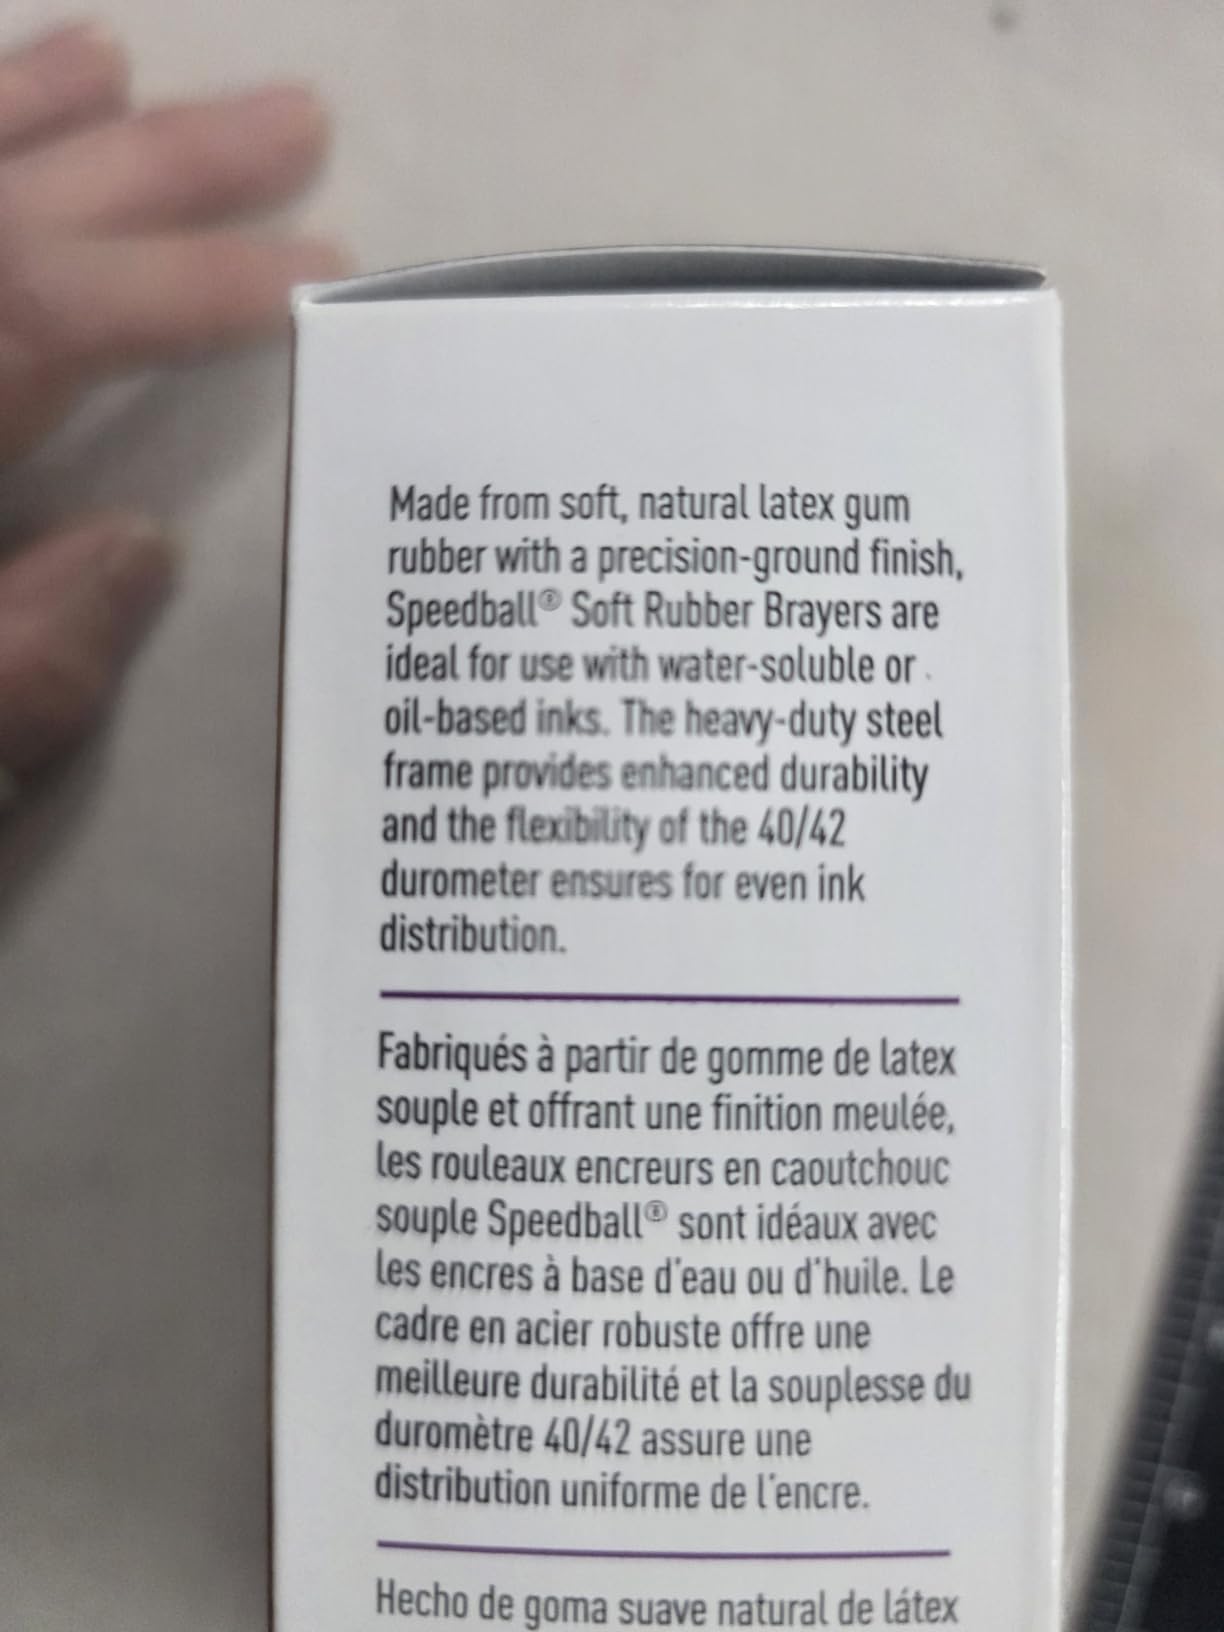 Made from soft, natural latex gum
rubber with a precision-ground finish,
Speedball® Soft Rubber Brayers are
ideal for use with water-soluble or
oil-based inks. The heavy-duty steel
frame provides enhanced durability
and the flexibility of the 40/42
durometer ensures for even ink
distribution.
Fabriqués à partir de gomme de latex
souple et offrant une finition meulée,
les rouleaux encreurs en caoutchouc
souple Speedball® sont idéaux avec
les encres à base d'eau ou d'huile. Le
cadre en acier robuste offre une
meilleure durabilité et la souplesse du
duromètre 40/42 assure une
distribution uniforme de l'encre.
Hecho de goma suave natural de látex